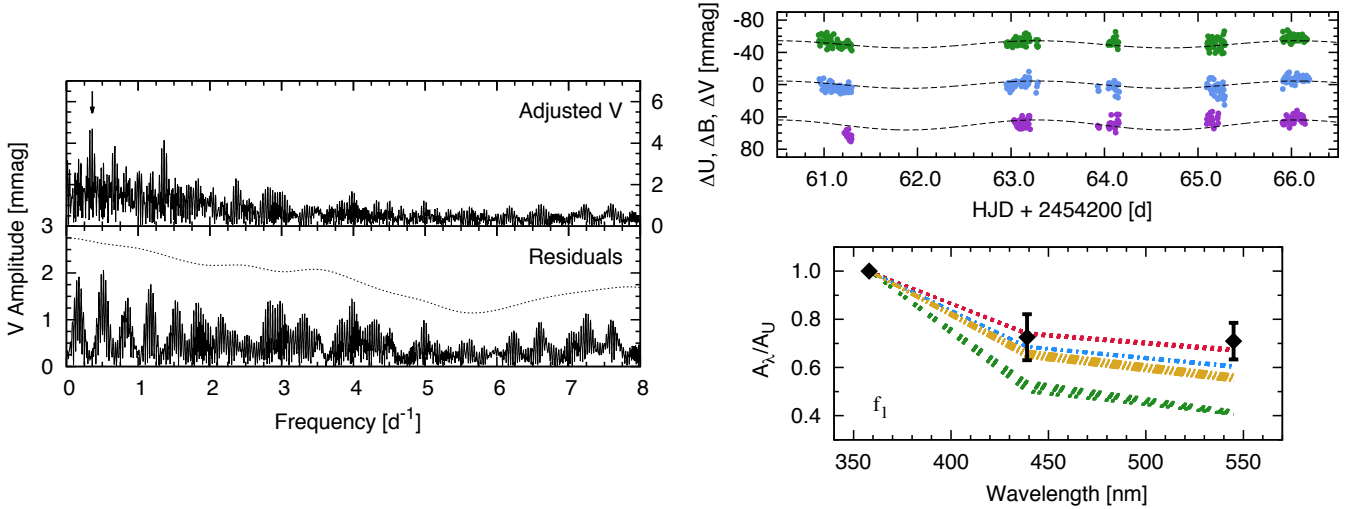 Adjusted V
6
4
2
0
V Amplitude [mmag]
3
2
1
0
Residuals
0 1 2 3 4 5 6 7 8
Frequency [d⁻¹]
ΔU, ΔB, ΔV [mmag]
-80
-40
0
40
80
61.0 62.0 63.0 64.0 65.0 66.0
HJD + 2454200 [d]
A_λ/A_U
1.0
0.8
0.6
0.4
f₁
350 400 450 500 550
Wavelength [nm]